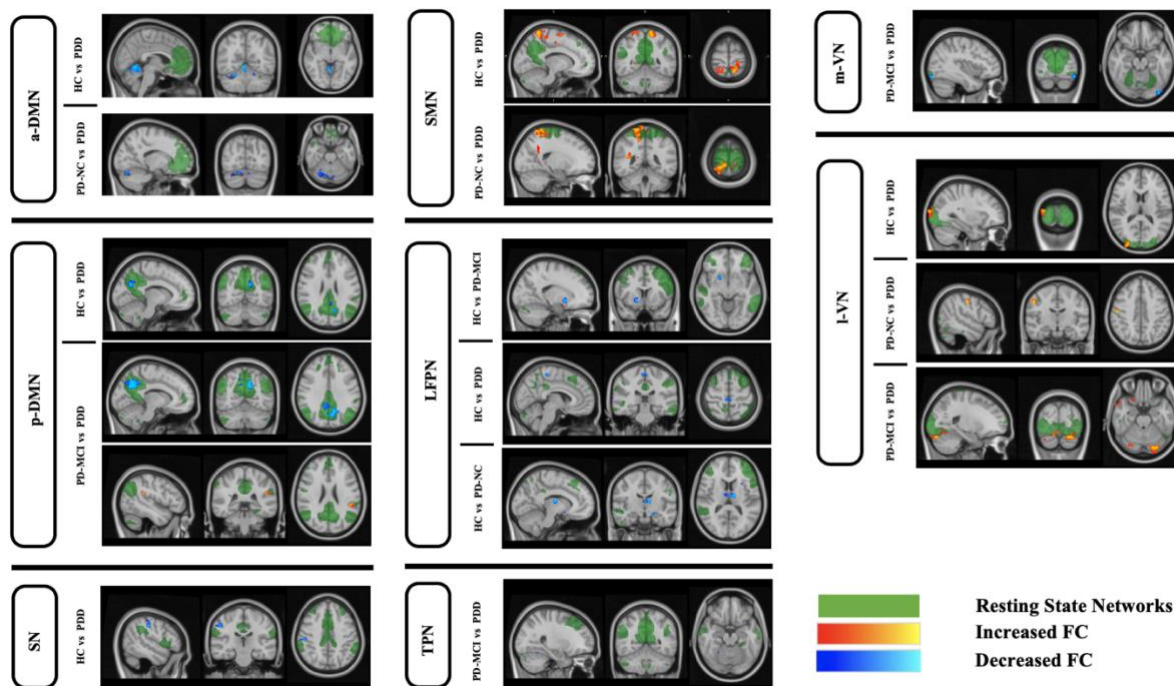 a-DMN
HC vs PDD
PD-NC vs PDD
p-DMN
HC vs PDD
PD-MCI vs PDD
SN
HC vs PDD
SMN
HC vs PDD
PD-NC vs PDD
LFPN
HC vs PD-MCI
HC vs PDD
HC vs PD-NC
TPN
PD-MCI vs PDD
m-VN
PD-MCI vs PDD
l-VN
HC vs PDD
PD-NC vs PDD
PD-MCI vs PDD
Resting State Networks
Increased FC
Decreased FC